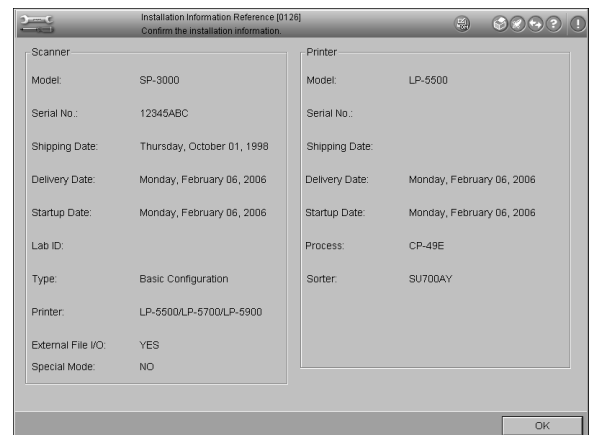 Installation Information Reference [0126]
Confirm the installation information.
Scanner
Model: SP-3000
Serial No.: 12345ABC
Shipping Date: Thursday, October 01, 1998
Delivery Date: Monday, February 06, 2006
Startup Date: Monday, February 06, 2006
Lab ID:
Type: Basic Configuration
Printer: LP-5500/LP-5700/LP-5900
External File I/O: YES
Special Mode: NO
Printer
Model: LP-5500
Serial No.:
Shipping Date:
Delivery Date: Monday, February 06, 2006
Startup Date: Monday, February 06, 2006
Process: CP-49E
Sorter: SU700AY
OK